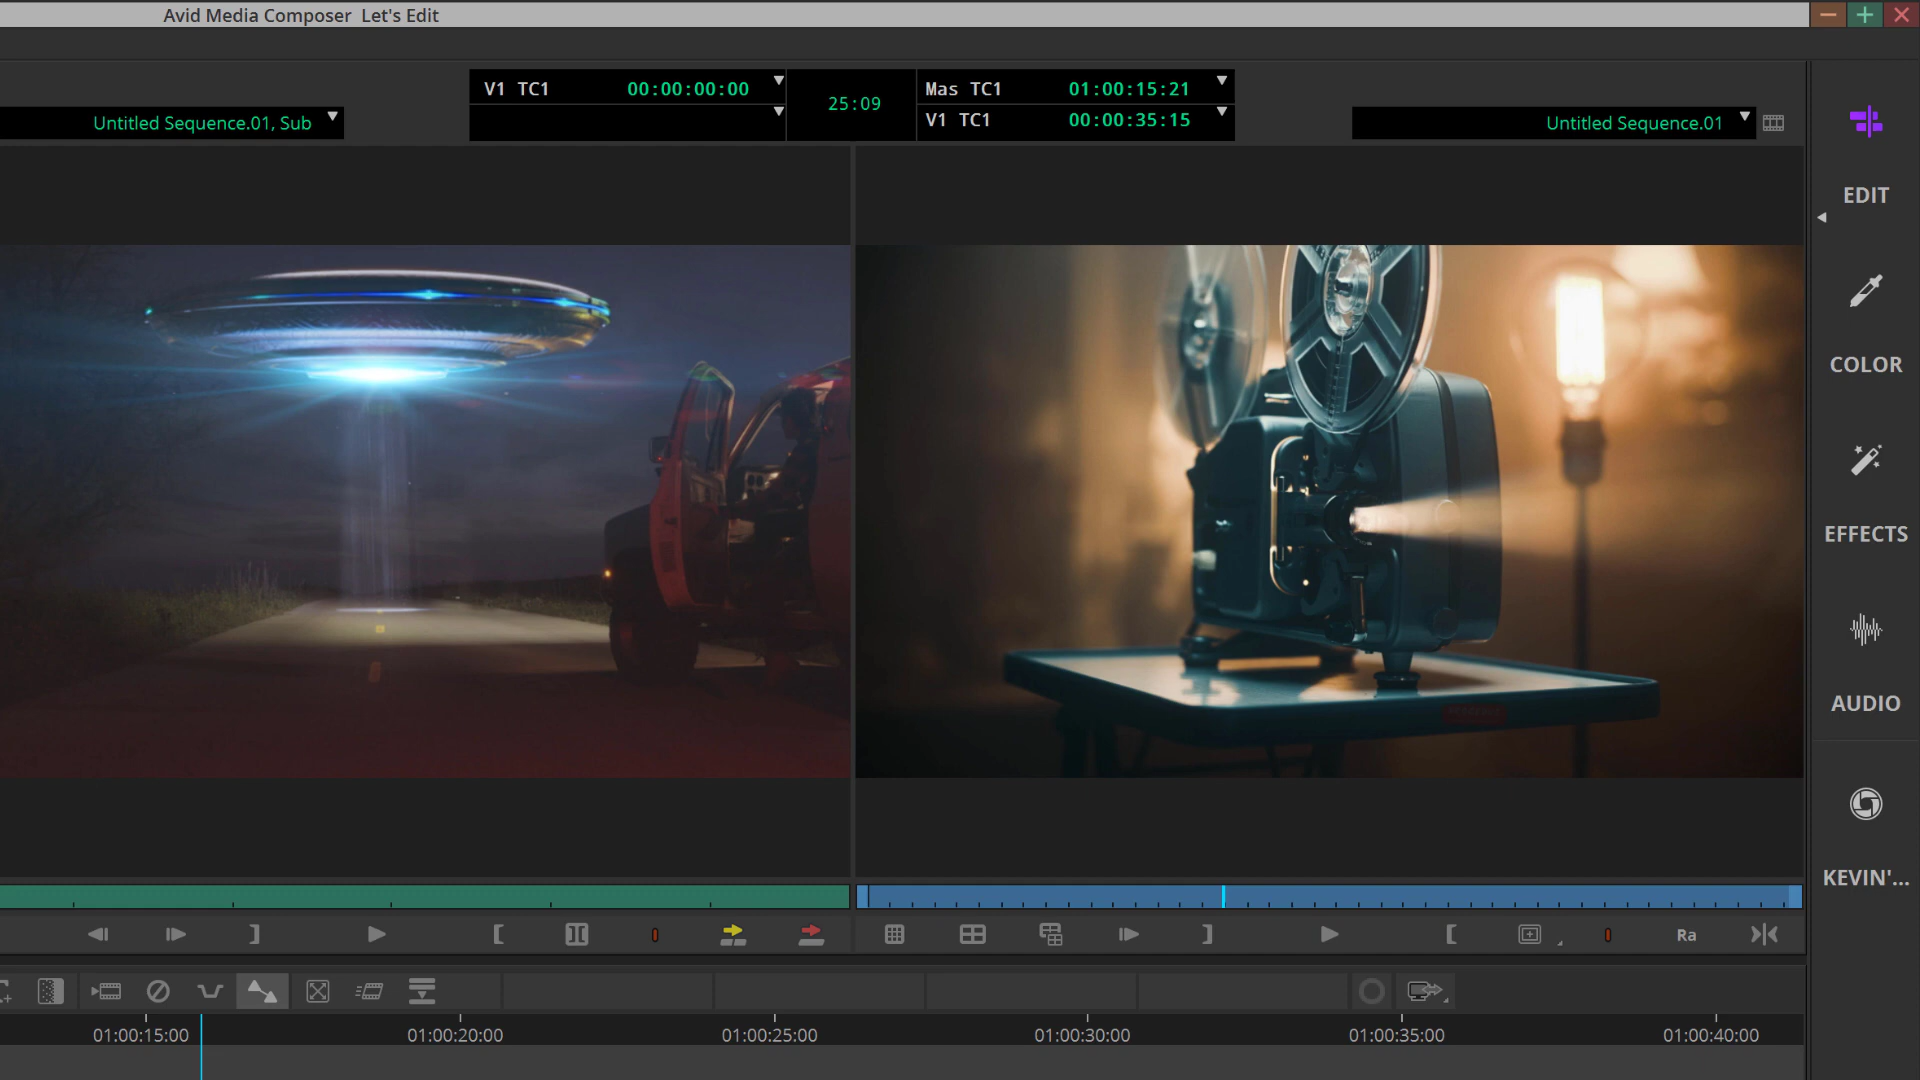 Avid Media Composer Let's Edit
V1 TC1 00:00:00:00
25:09
Mas TC1 01:00:15:21
V1 TC1 00:00:35:15
Untitled Sequence.01, Sub
Untitled Sequence.01
EDIT
COLOR
EFFECTS
AUDIO
KEVIN'...
Ra
01:00:15:00 01:00:20:00 01:00:25:00 01:00:30:00 01:00:35:00 01:00:40:00